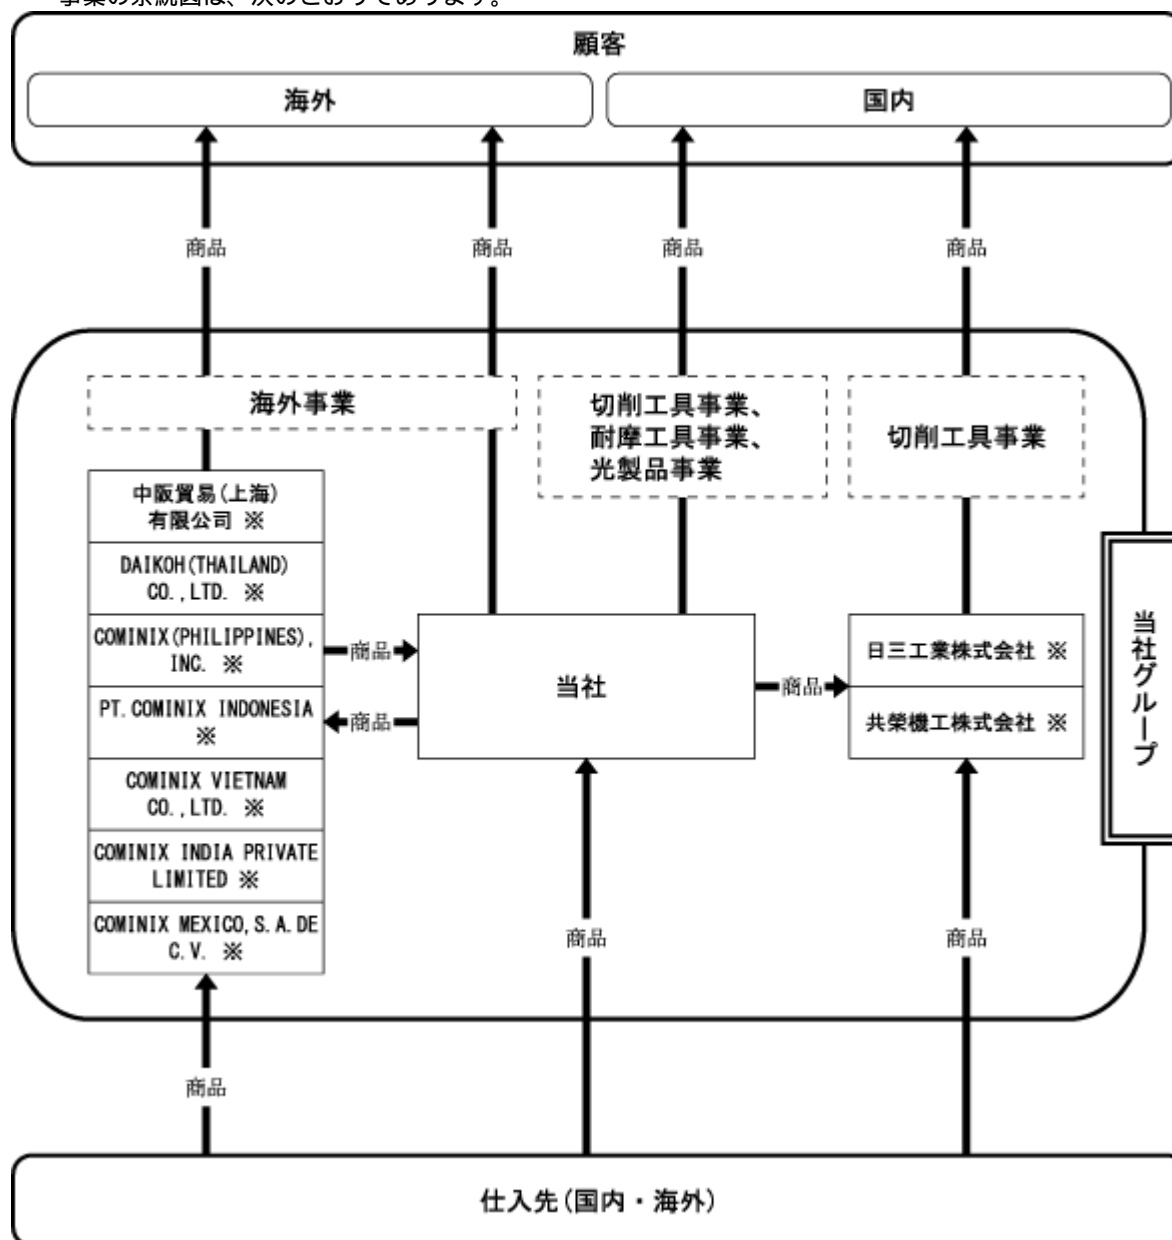 事業の系統図は、次のとおりであります。
顧客
海外
国内
商品
商品
商品
商品
海外事業
切削工具事業、
耐摩工具事業、
光製品事業
切削工具事業
中阪貿易(上海)
有限公司 ※
DAIKOH(THAILAND)
CO.,LTD. ※
COMINIX(PHILIPPINES),
INC. ※
PT.COMINIX INDONESIA
※
COMINIX VIETNAM
CO.,LTD. ※
COMINIX INDIA PRIVATE
LIMITED ※
COMINIX MEXICO,S.A.DE
C.V. ※
商品
商品
当社
商品
日三工業株式会社 ※
共榮機工株式会社 ※
当社グループ
商品
商品
商品
仕入先(国内・海外)